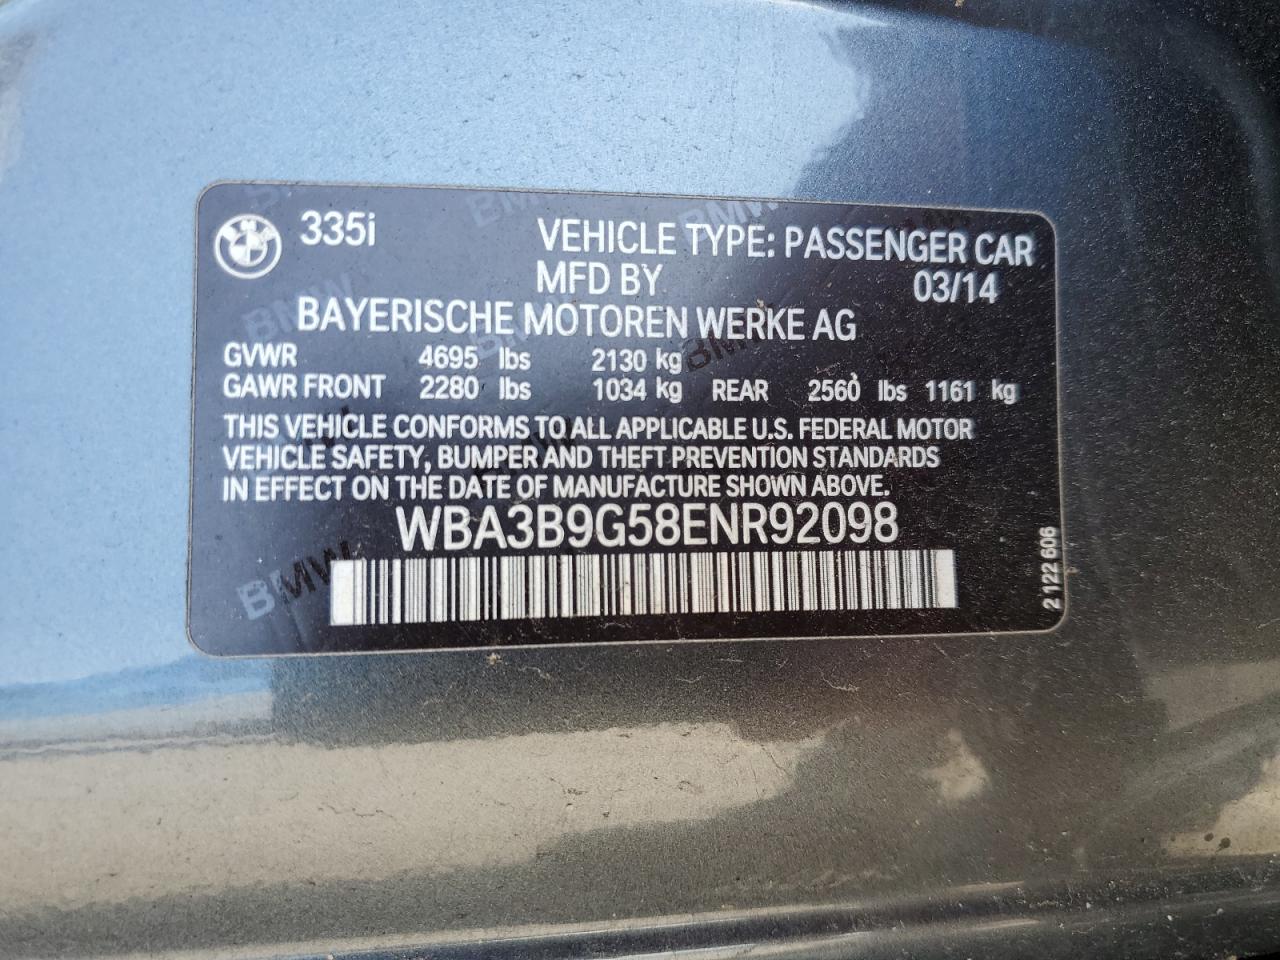 335i VEHICLE TYPE: PASSENGER CAR
MFD BY 03/14
BAYERISCHE MOTOREN WERKE AG
GVWR 4695 lbs 2130 kg
GAWR FRONT 2280 lbs 1034 kg REAR 2560 lbs 1161 kg
THIS VEHICLE CONFORMS TO ALL APPLICABLE U.S. FEDERAL MOTOR
VEHICLE SAFETY, BUMPER AND THEFT PREVENTION STANDARDS
IN EFFECT ON THE DATE OF MANUFACTURE SHOWN ABOVE.
WBA3B9G58ENR92098
2 122 606
BMW